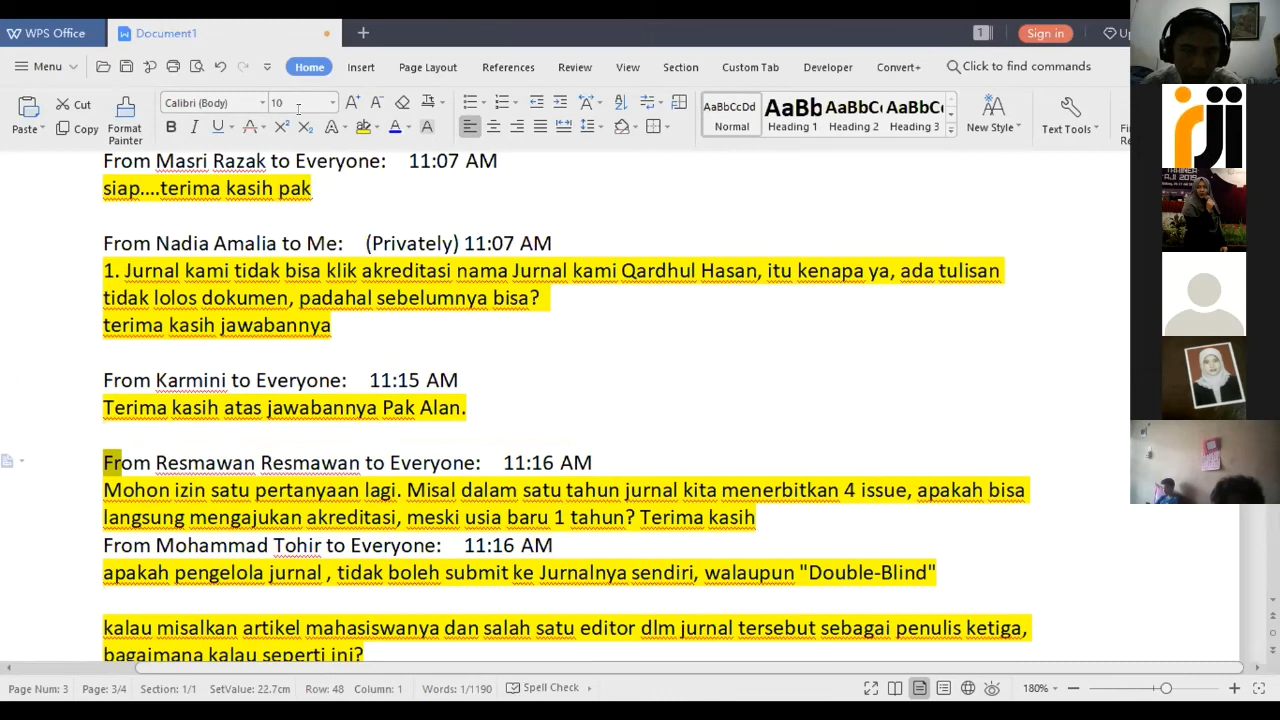 WPS Office
Document1
1
Sign in
Up
Menu
Home
Insert
Page Layout
References
Review
View
Section
Custom Tab
Developer
Convert+
Click to find commands
Paste
Cut
Copy
Format
Painter
Calibri (Body)
10
AaBbCcDd
Normal
AaBb
Heading 1
AaBbC
Heading 2
AaBbC
Heading 3
New Style
Text Tools
From Masri Razak to Everyone: 11:07 AM
siap....terima kasih pak
From Nadia Amalia to Me: (Privately) 11:07 AM
1. Jurnal kami tidak bisa klik akreditasi nama Jurnal kami Qardhul Hasan, itu kenapa ya, ada tulisan
tidak lolos dokumen, padahal sebelumnya bisa?
terima kasih jawabannya
From Karmini to Everyone: 11:15 AM
Terima kasih atas jawabannya Pak Alan.
From Resmawan Resmawan to Everyone: 11:16 AM
Mohon izin satu pertanyaan lagi. Misal dalam satu tahun jurnal kita menerbitkan 4 issue, apakah bisa
langsung mengajukan akreditasi, meski usia baru 1 tahun? Terima kasih
From Mohammad Tohir to Everyone: 11:16 AM
apakah pengelola jurnal , tidak boleh submit ke Jurnalnya sendiri, walaupun "Double-Blind"
kalau misalkan artikel mahasiswanya dan salah satu editor dlm jurnal tersebut sebagai penulis ketiga,
bagaimana kalau seperti ini?
Page Num: 3
Page: 3/4
Section: 1/1
SetValue: 22.7cm
Row: 48
Column: 1
Words: 1/1190
Spell Check
180%
rji